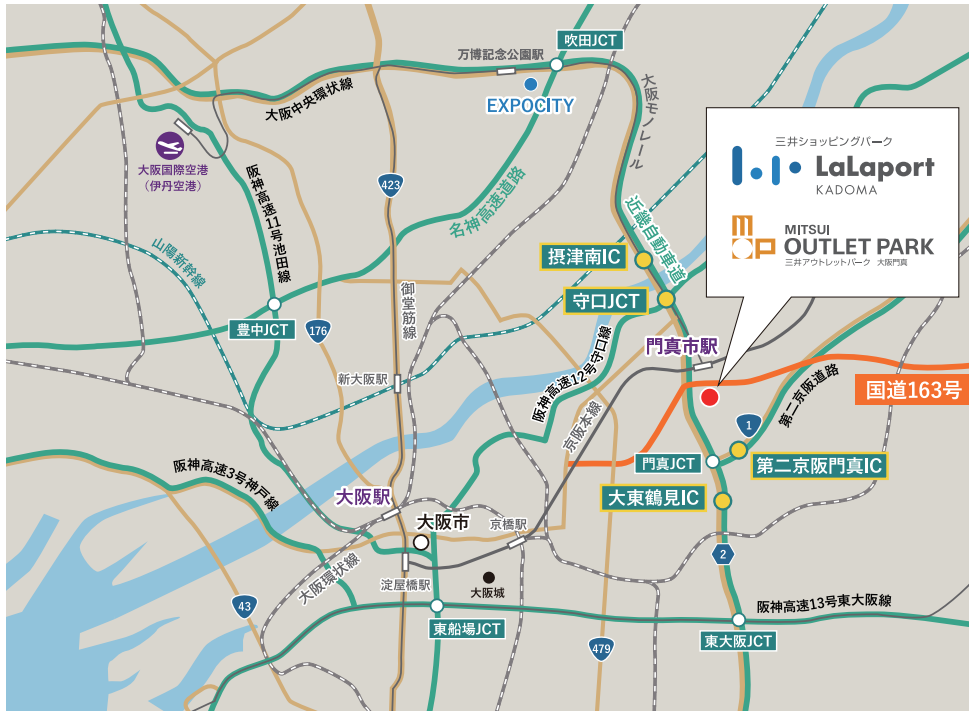 吹田JCT
万博記念公園駅
EXPOCITY
大阪中央環状線
大阪モノレール
大阪国際空港
(伊丹空港)
阪神高速11号池田線
423
名神高速道路
近畿自動車道
三井ショッピングパーク
LaLaport
KADOMA
MITSUI
OUTLET PARK
三井アウトレットパーク 大阪門真
山陽新幹線
摂津南IC
守口JCT
御堂筋線
豊中JCT
176
門真市駅
新大阪駅
阪神高速12号守口線
国道163号
第二京阪道路
1
京阪本線
門真JCT
第二京阪門真IC
阪神高速3号神戸線
大阪駅
大東鶴見IC
大阪市
京橋駅
2
大阪環状線
淀屋橋駅
大阪城
43
阪神高速13号東大阪線
東船場JCT
479
東大阪JCT